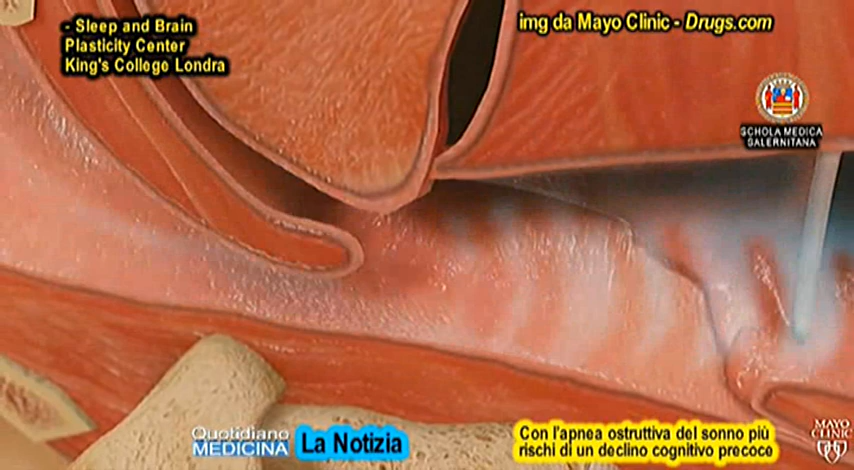 - Sleep and Brain
Plasticity Center
King's College Londra
img da Mayo Clinic - Drugs.com
SCHOLA MEDICA
SALERNITANA
Quotidiano
MEDICINA
La Notizia
Con l'apnea ostruttiva del sonno più
rischi di un declino cognitivo precoce
MAYO
CLINIC